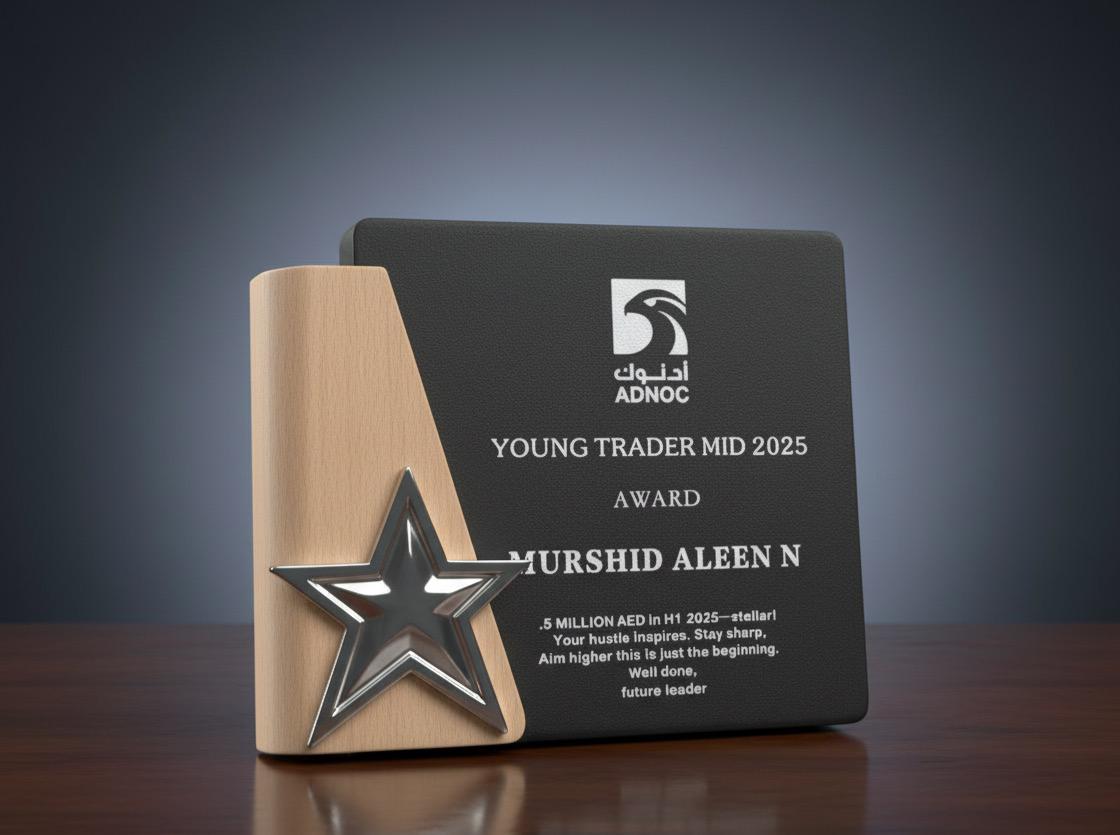 أدنوك
ADNOC
YOUNG TRADER MID 2025
AWARD
MURSHID ALEEN N
.5 MILLION AED in H1 2025—stellar!
Your hustle inspires. Stay sharp,
Aim higher this is just the beginning.
Well done,
future leader